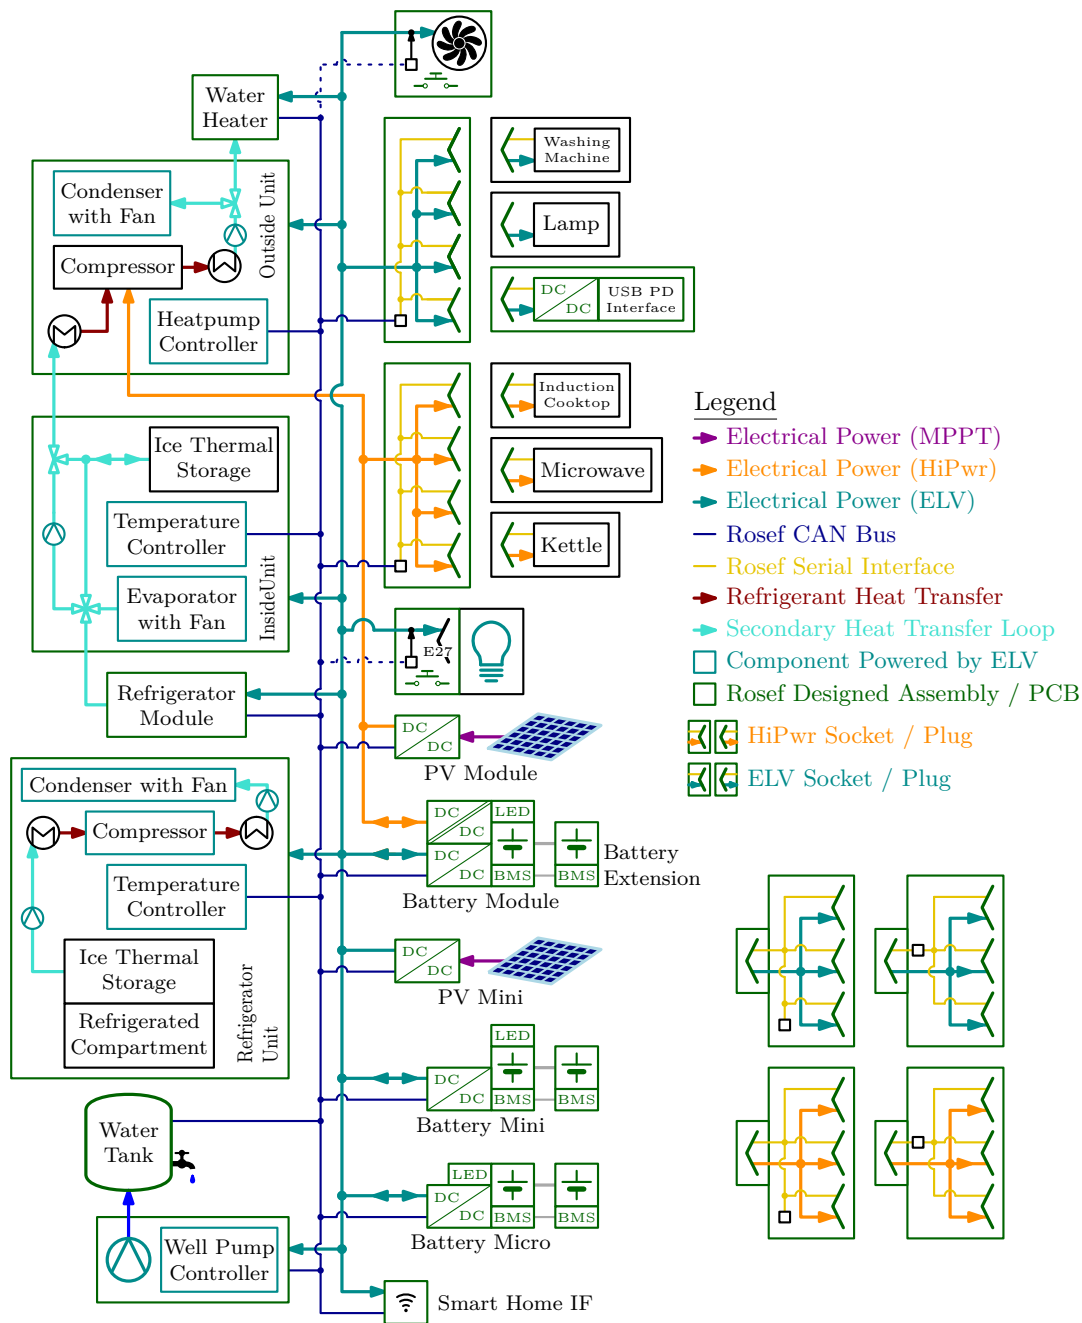 Water
Heater
Outside Unit
Condenser
with Fan
Compressor
Heatpump
Controller
Washing
Machine
Lamp
DC
DC
USB PD
Interface
Induction
Cooktop
Microwave
Kettle
InsideUnit
Ice Thermal
Storage
Temperature
Controller
Evaporator
with Fan
Refrigerator
Module
E27
DC
DC
PV Module
Refrigerator
Unit
Condenser with Fan
Compressor
Temperature
Controller
Ice Thermal
Storage
Refrigerated
Compartment
DC
DC
LED
DC
DC
BMS
BMS
Battery
Extension
Battery Module
DC
DC
PV Mini
LED
DC
DC
BMS
BMS
Battery Mini
Water
Tank
LED
DC
DC
BMS
BMS
Battery Micro
Well Pump
Controller
Smart Home IF
Legend
Electrical Power (MPPT)
Electrical Power (HiPwr)
Electrical Power (ELV)
Rosef CAN Bus
Rosef Serial Interface
Refrigerant Heat Transfer
Secondary Heat Transfer Loop
Component Powered by ELV
Rosef Designed Assembly / PCB
HiPwr Socket / Plug
ELV Socket / Plug